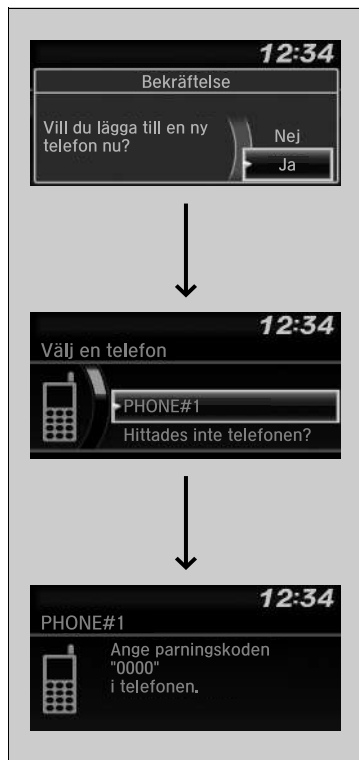 12:34
Bekräftelse
Vill du lägga till en ny
telefon nu?
Nej
Ja
12:34
Välj en telefon
PHONE#1
Hittades inte telefonen?
12:34
PHONE#1
Ange parningskoden
"0000"
i telefonen.